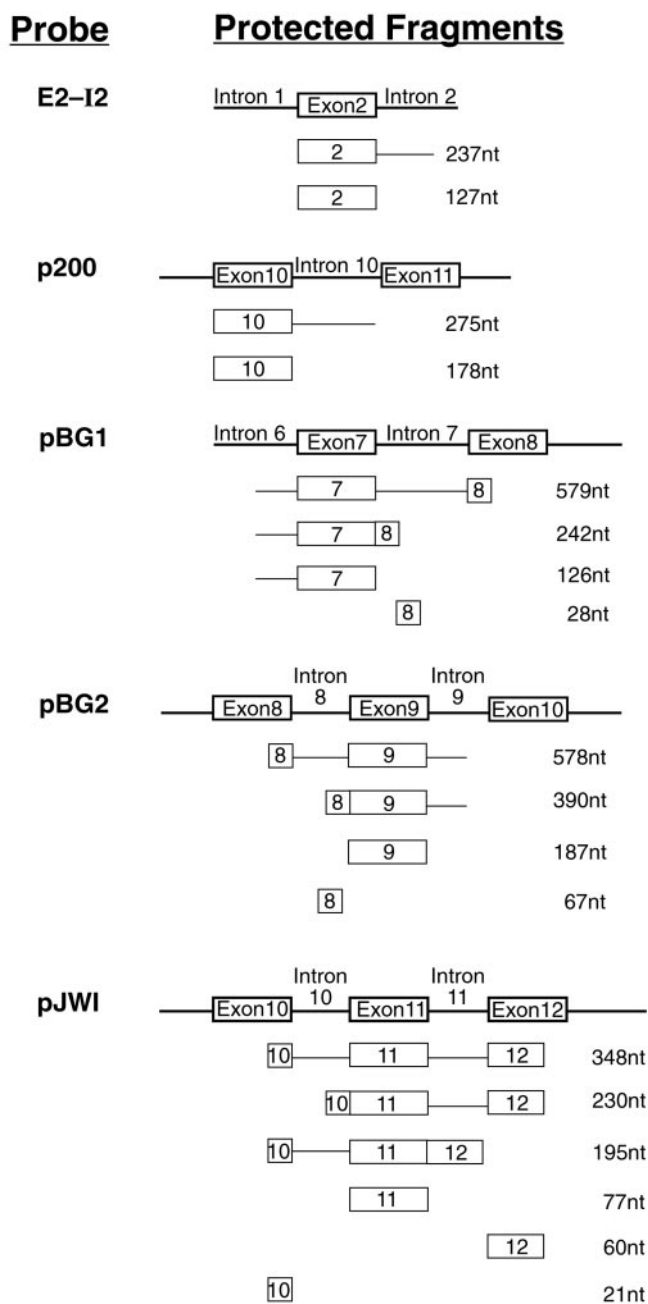 Probe Protected Fragments
E2–I2
Intron 1 Exon2 Intron 2
2 237nt
2 127nt
p200
Exon10 Intron 10 Exon11
10 275nt
10 178nt
pBG1
Intron 6 Exon7 Intron 7 Exon8
7 8 579nt
7 8 242nt
7 126nt
8 28nt
pBG2
Intron Intron
Exon8 8 Exon9 9 Exon10
8 9 578nt
8 9 390nt
9 187nt
8 67nt
pJWI
Intron Intron
Exon10 10 Exon11 11 Exon12
10 11 12 348nt
10 11 12 230nt
10 11 12 195nt
11 77nt
12 60nt
10 21nt